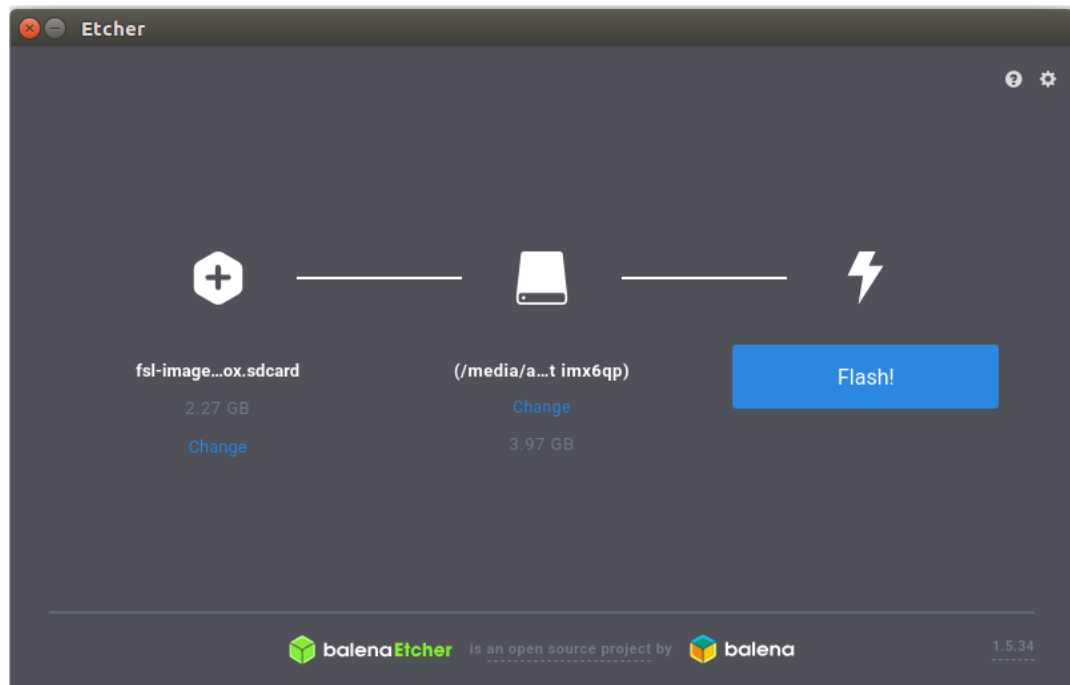 Etcher
fsl-image...ox.sdcard
2.27 GB
Change
(/media/a...t imx6qp)
Change
3.97 GB
Flash!
balenaEtcher is an open source project by balena
1.5.34